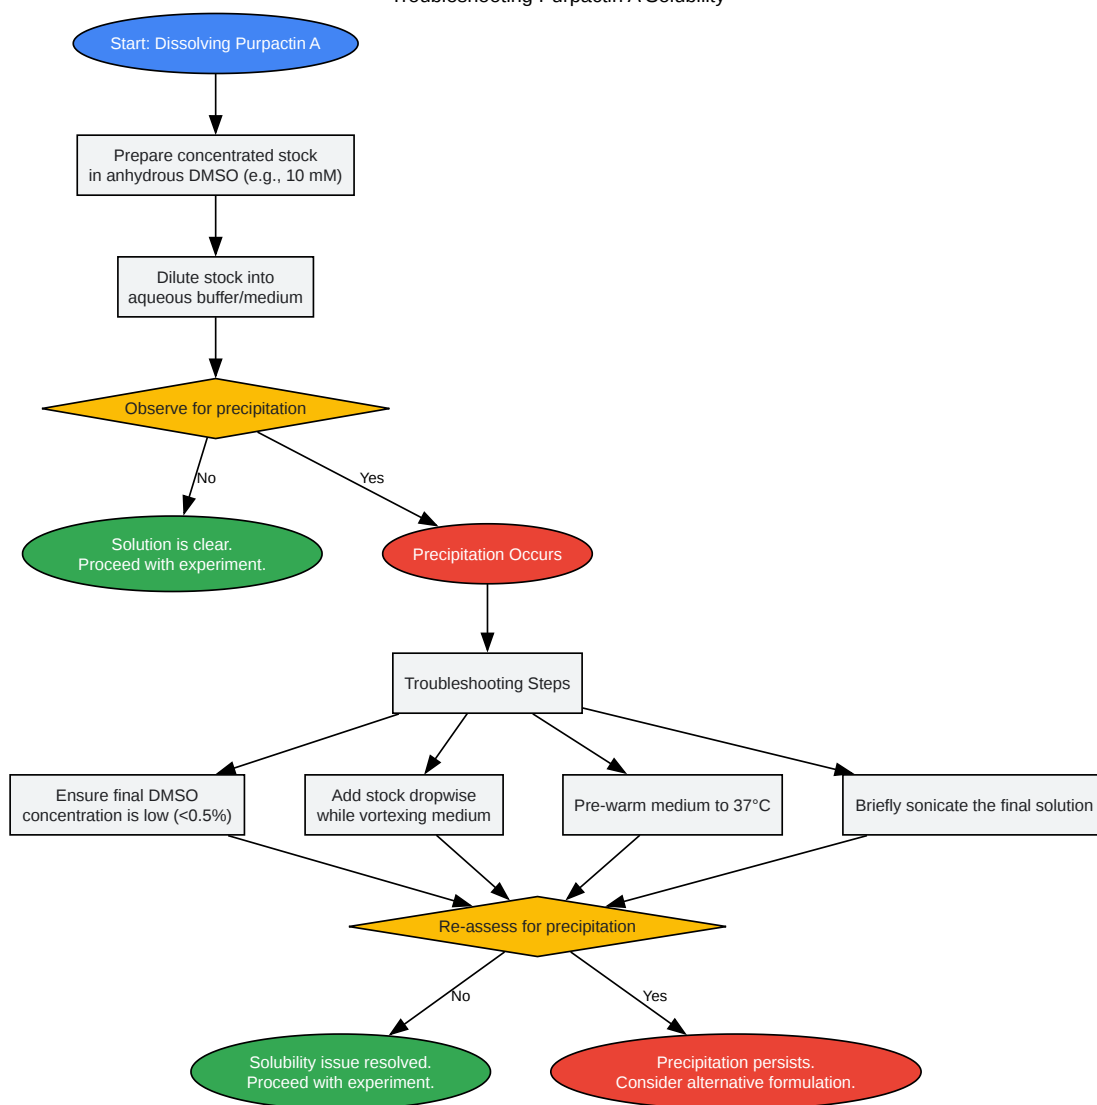 Troubleshooting Purpactin A Solubility
Start: Dissolving Purpactin A
Prepare concentrated stock
in anhydrous DMSO (e.g., 10 mM)
Dilute stock into
aqueous buffer/medium
Observe for precipitation
No
Yes
Solution is clear.
Proceed with experiment.
Precipitation Occurs
Troubleshooting Steps
Ensure final DMSO
concentration is low (<0.5%)
Add stock dropwise
while vortexing medium
Pre-warm medium to 37°C
Briefly sonicate the final solution
Re-assess for precipitation
No
Yes
Solubility issue resolved.
Proceed with experiment.
Precipitation persists.
Consider alternative formulation.